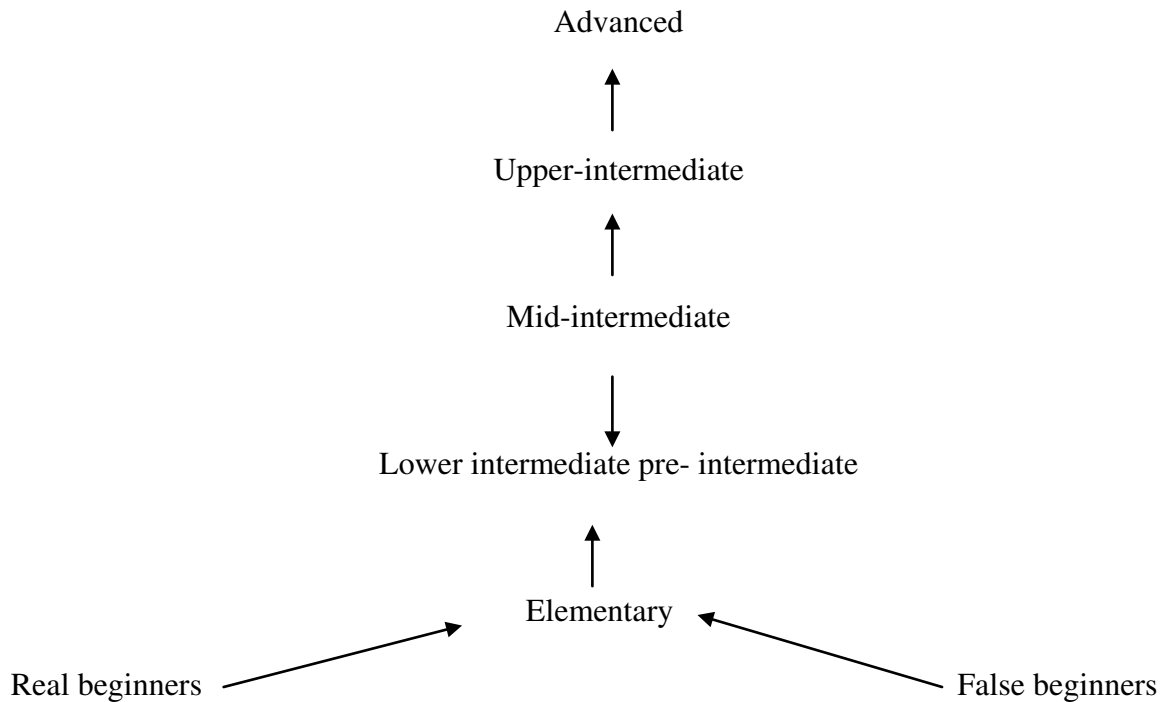 Advanced
Upper-intermediate
Mid-intermediate
Lower intermediate pre- intermediate
Elementary
Real beginners
False beginners